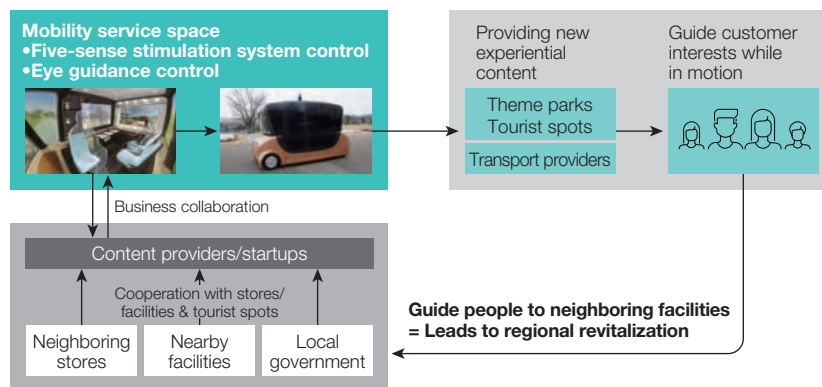 Mobility service space
•Five-sense stimulation system control
•Eye guidance control
Providing new
experiential
content
Guide customer
interests while
in motion
Theme parks
Tourist spots
Transport providers
Business collaboration
Content providers/startups
Cooperation with stores/
facilities & tourist spots
Neighboring
stores
Nearby
facilities
Local
government
Guide people to neighboring facilities
= Leads to regional revitalization